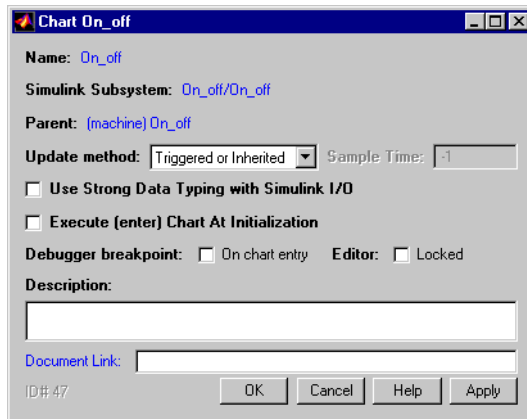 Chart On_off
Name: On_off
Simulink Subsystem: On_off/On_off
Parent: (machine) On_off
Update method: Triggered or Inherited Sample Time: -1
Use Strong Data Typing with Simulink I/O
Execute (enter) Chart At Initialization
Debugger breakpoint: On chart entry Editor: Locked
Description:
Document Link:
ID# 47 OK Cancel Help Apply